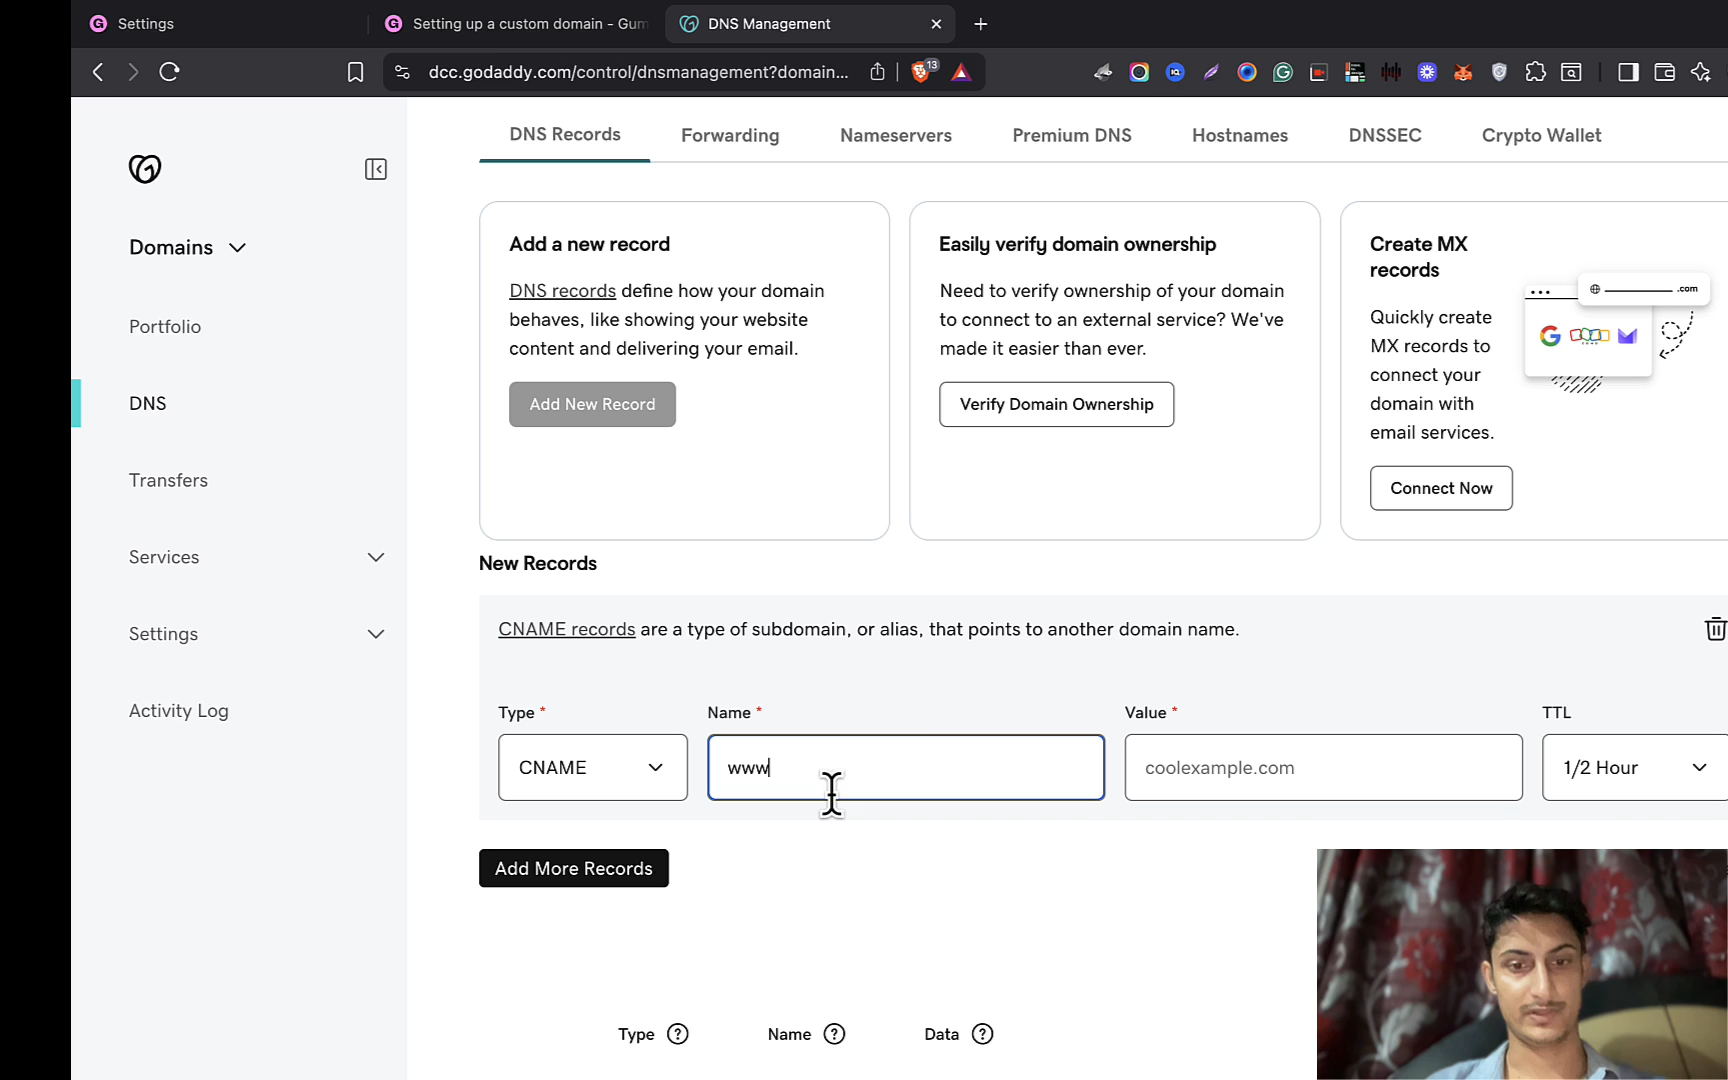 Settings
Setting up a custom domain - Gum
DNS Management
dcc.godaddy.com/control/dnsmanagement?domain...
13
DNS Records
Forwarding
Nameservers
Premium DNS
Hostnames
DNSSEC
Crypto Wallet
Domains
Portfolio
DNS
Transfers
Services
Settings
Activity Log
Add a new record
DNS records define how your domain
behaves, like showing your website
content and delivering your email.
Add New Record
Easily verify domain ownership
Need to verify ownership of your domain
to connect to an external service? We've
made it easier than ever.
Verify Domain Ownership
Create MX
records
Quickly create
MX records to
connect your
domain with
email services.
.com
Connect Now
New Records
CNAME records are a type of subdomain, or alias, that points to another domain name.
Type *
Name *
Value *
TTL
CNAME
www
coolexample.com
1/2 Hour
Add More Records
Type ?
Name ?
Data ?